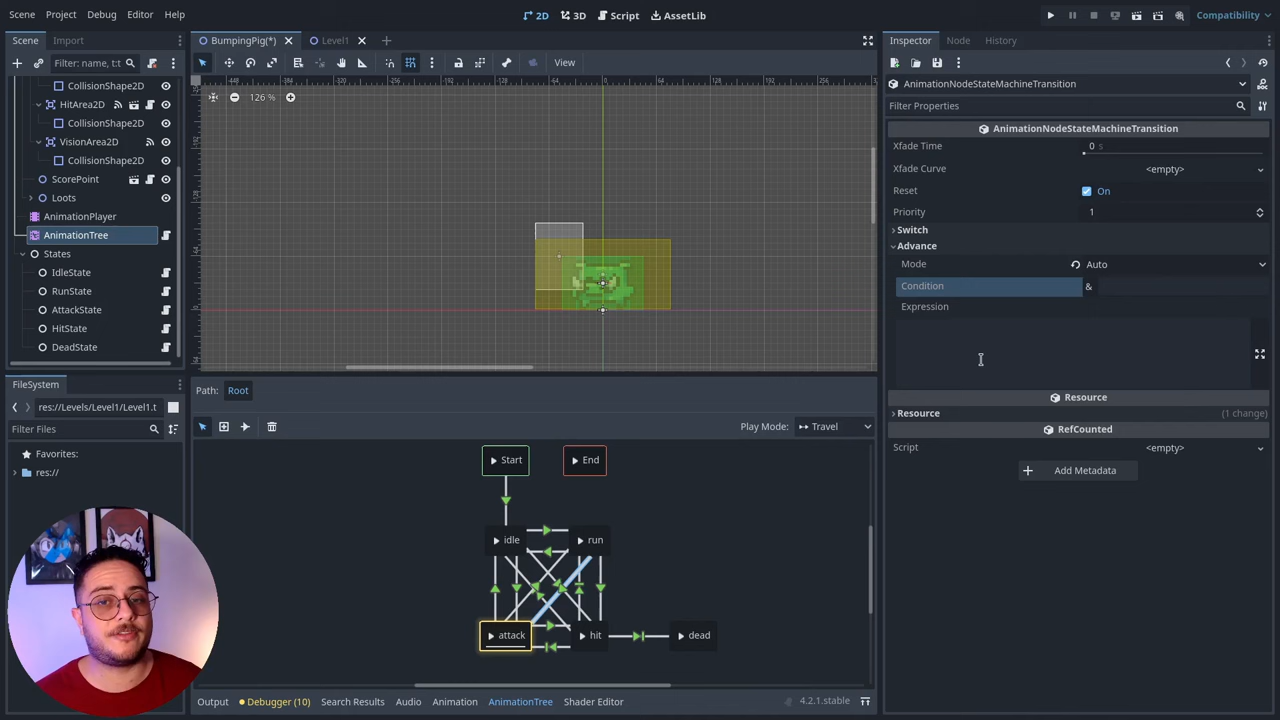 Scene Project Debug Editor Help
2D 3D Script AssetLib
Compatibility
Scene Import
Filter: name, t:t
CollisionShape2D
HitArea2D
CollisionShape2D
VisionArea2D
CollisionShape2D
ScorePoint
Loots
AnimationPlayer
AnimationTree
States
IdleState
RunState
AttackState
HitState
DeadState
FileSystem
res://Levels/Level1/Level1.t
Filter Files
Favorites:
res://
BumpingPig(*) Level1
View
126 %
Path: Root
Play Mode: Travel
Start End
idle run
attack hit dead
Output Debugger (10) Search Results Audio Animation AnimationTree Shader Editor 4.2.1.stable
Inspector Node History
AnimationNodeStateMachineTransition
Filter Properties
AnimationNodeStateMachineTransition
Xfade Time 0 s
Xfade Curve <empty>
Reset On
Priority 1
Switch
Advance
Mode Auto
Condition &
Expression
Resource
Resource (1 change)
RefCounted
Script <empty>
Add Metadata